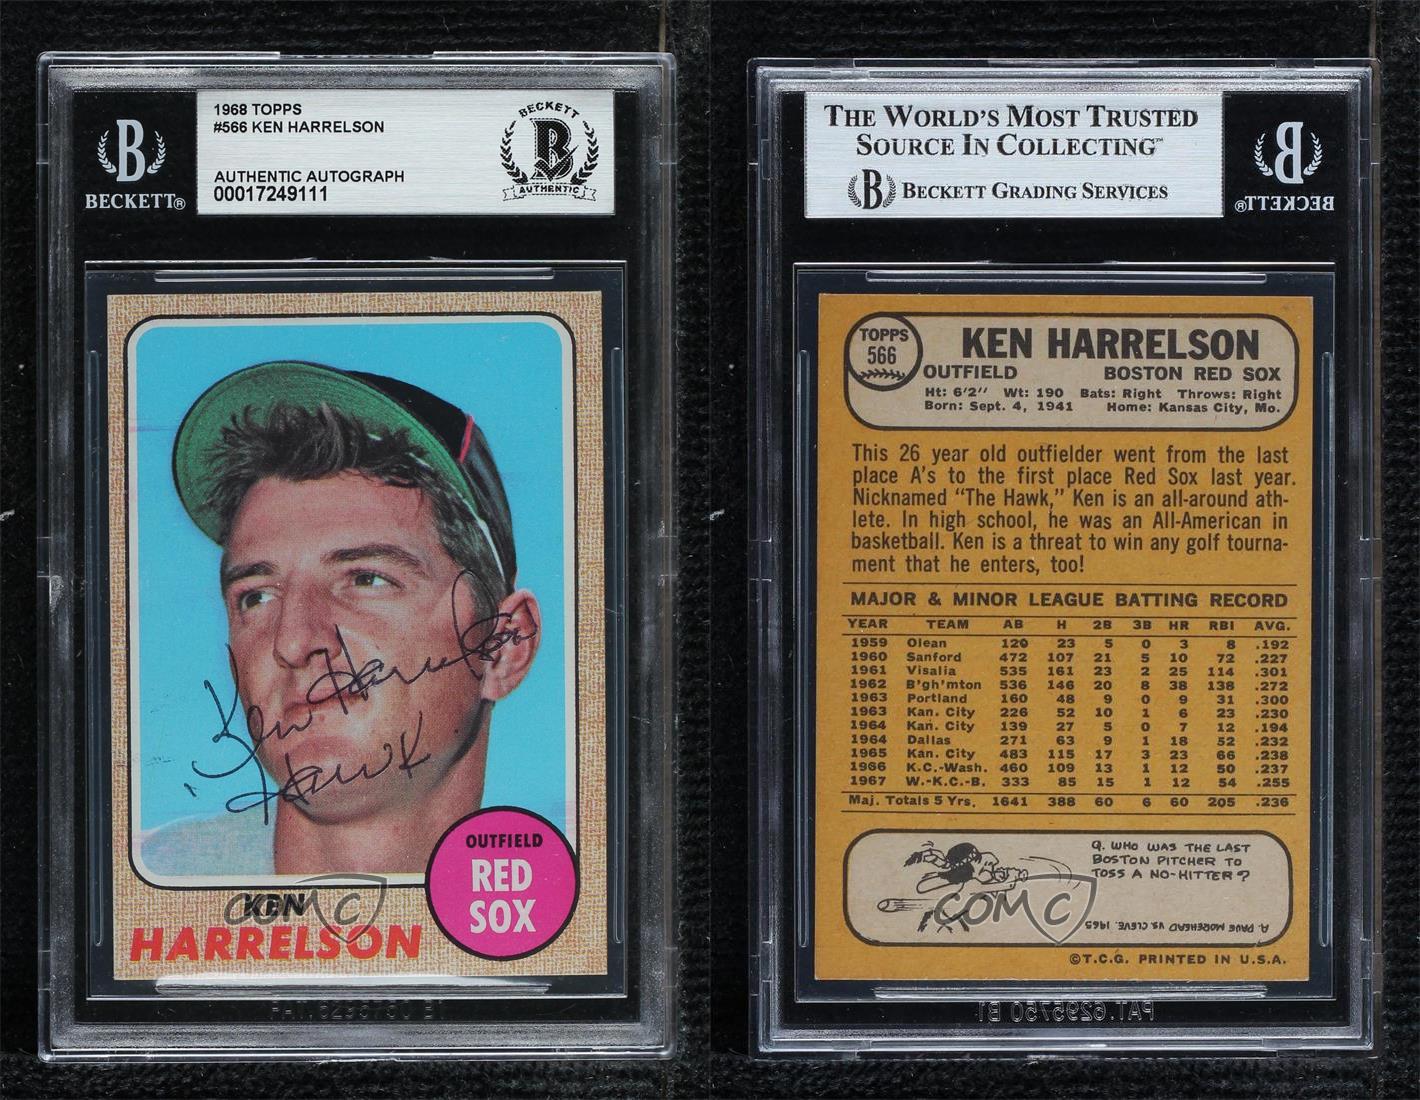 BECKETT®
1968 TOPPS
#566 KEN HARRELSON
AUTHENTIC AUTOGRAPH
00017249111
BECKETT
AUTHENTIC
Ken Harrelson
"Hawk"
OUTFIELD
RED
SOX
KEN
HARRELSON
COMC
PAT.6295750 B1
THE WORLD'S MOST TRUSTED
SOURCE IN COLLECTING™
BECKETT GRADING SERVICES
BECKETT®
TOPPS
566
KEN HARRELSON
OUTFIELD BOSTON RED SOX
Ht: 6'2" Wt: 190 Bats: Right Throws: Right
Born: Sept. 4, 1941 Home: Kansas City, Mo.
This 26 year old outfielder went from the last
place A's to the first place Red Sox last year.
Nicknamed "The Hawk," Ken is an all-around ath-
lete. In high school, he was an All-American in
basketball. Ken is a threat to win any golf tourna-
ment that he enters, too!
MAJOR & MINOR LEAGUE BATTING RECORD
YEAR TEAM AB H 2B 3B HR RBI AVG.
1959 Olean 120 23 5 0 3 8 .192
1960 Sanford 472 107 21 5 10 72 .227
1961 Visalia 535 161 23 2 25 114 .301
1962 B'gh'mton 536 146 20 8 38 138 .272
1963 Portland 160 48 9 0 9 31 .300
1963 Kan. City 226 52 10 1 6 23 .230
1964 Kan. City 139 27 5 0 7 12 .194
1964 Dallas 271 63 9 1 18 52 .232
1965 Kan. City 483 115 17 3 23 66 .238
1966 K.C.-Wash. 460 109 13 1 12 50 .237
1967 W.-K.C.-B. 333 85 15 1 12 54 .255
Maj. Totals 5 Yrs. 1641 388 60 6 60 205 .236
Q. WHO WAS THE LAST
BOSTON PITCHER TO
TOSS A NO-HITTER?
A. DAVE MOREHEAD
VS. CLEVE. 1965.
COMC
©T.C.G. PRINTED IN U.S.A.
PAT.6295750 B1